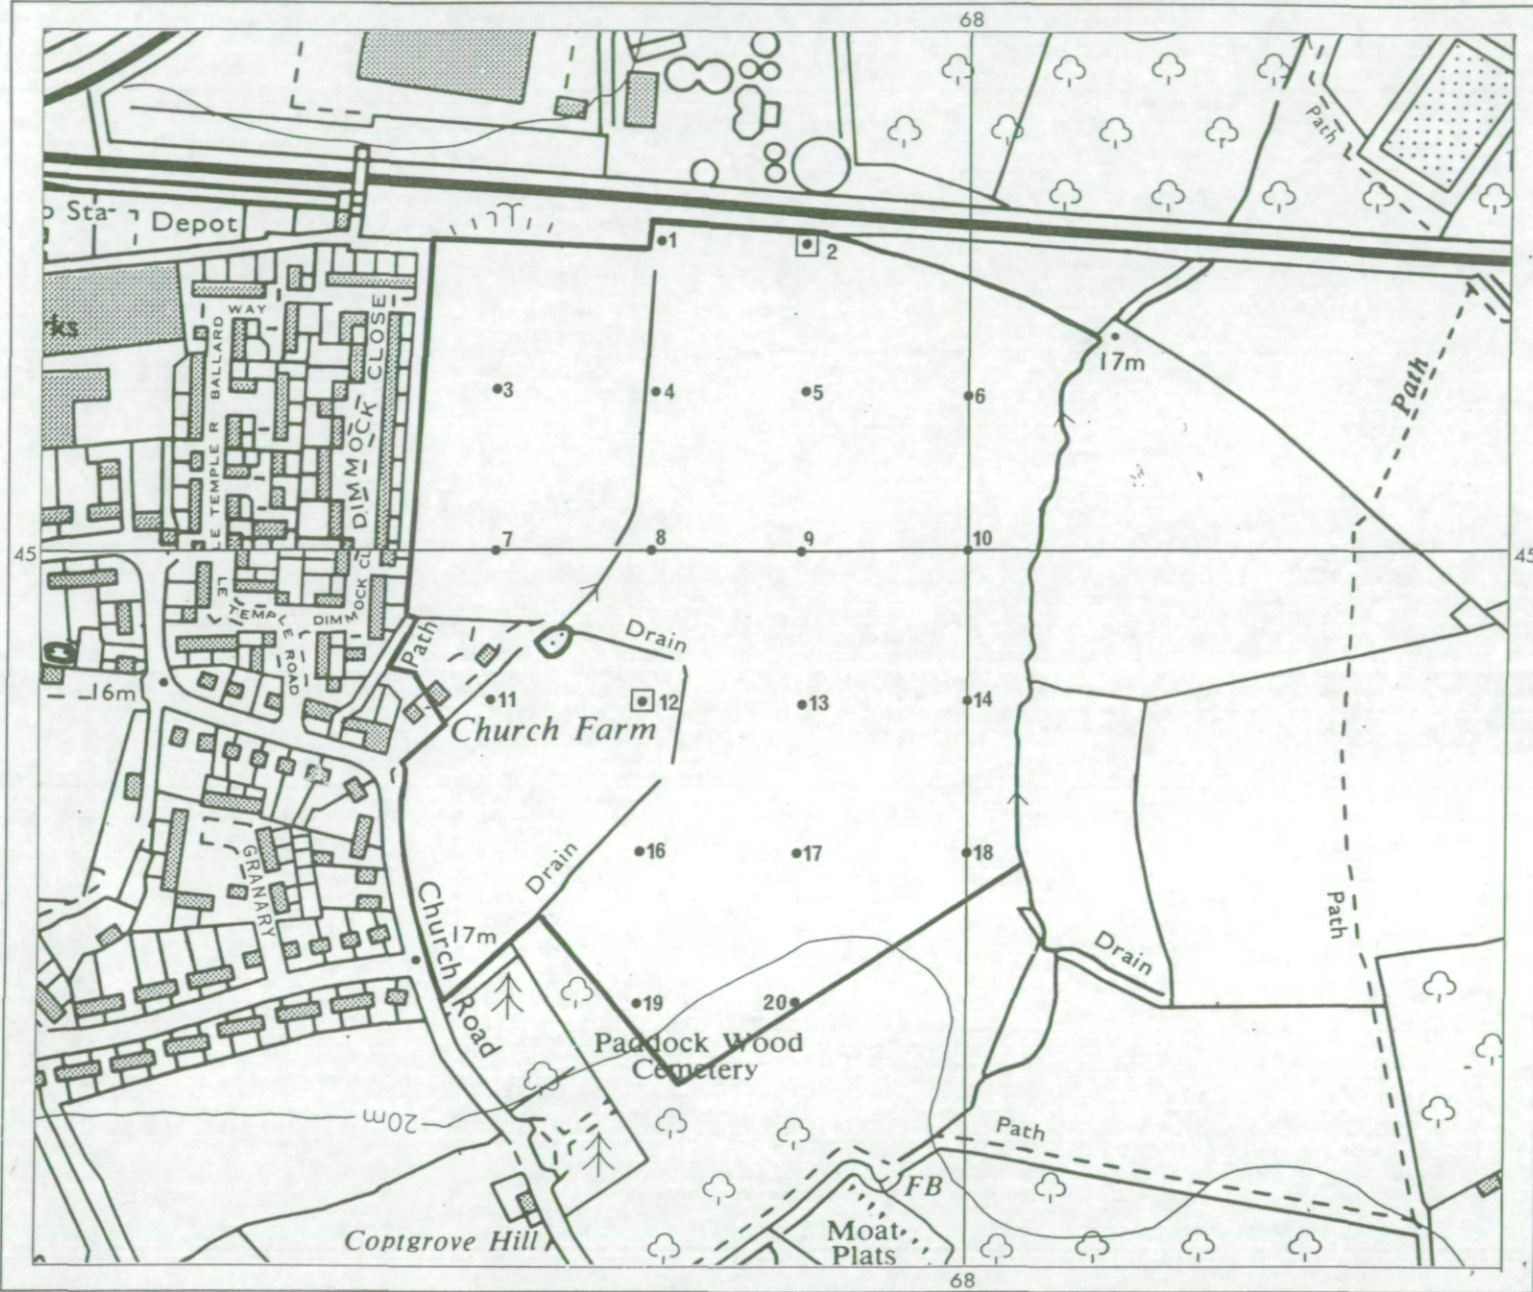 68
Path
o Sta-
Depot
1
2
rks
WAY
BALLARD
DIMMOCK CLOSE
17m
Path
3
4
5
6
LE TEMPLER
45
7
8
9
10
45
LE
TEMPLE ROAD
DIMMOCK CL
Path
Drain
16m
11
12
13
14
Church Farm
16
17
18
Drain
GRANARY
Church Road
17m
Drain
Path
19
20
Paddock Wood
Cemetery
20m
Path
FB
Moat
Plats
Coptgrove Hill
68